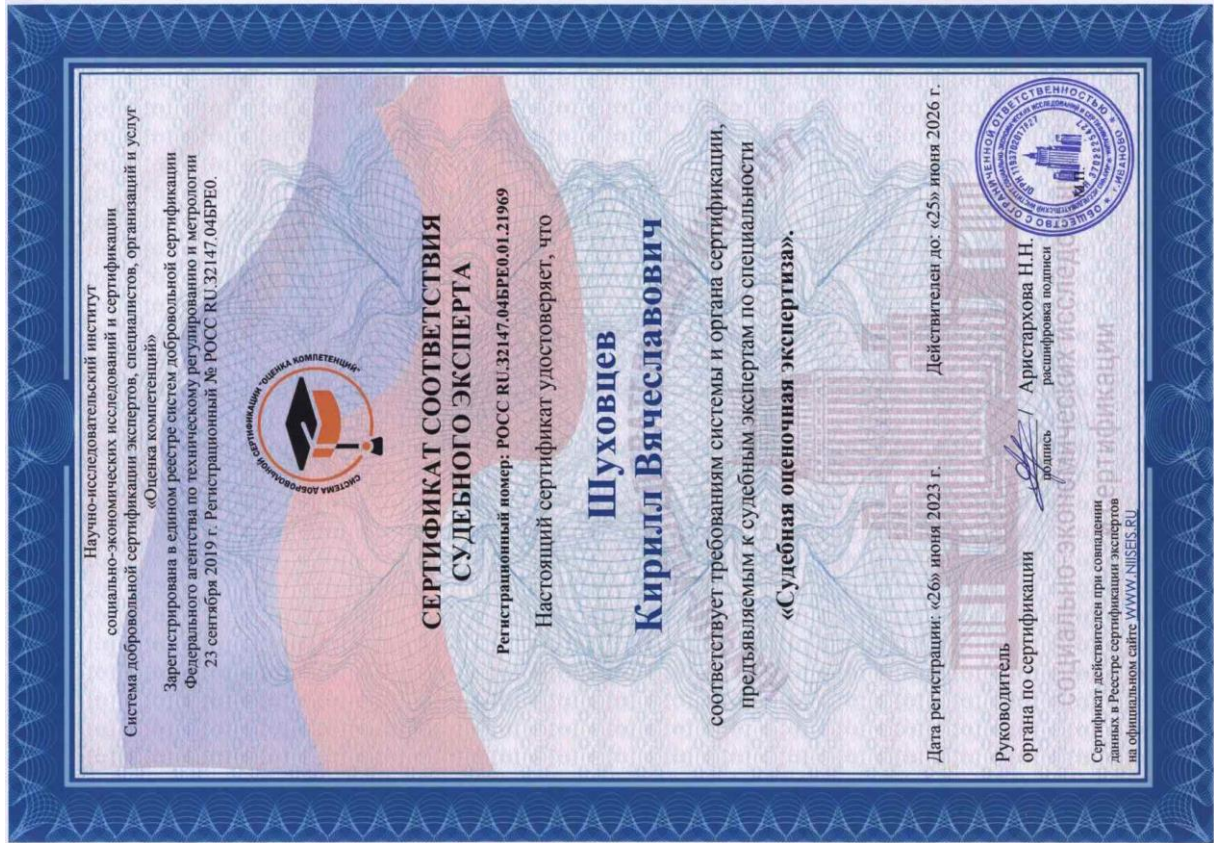 Научно-исследовательский институт
социально-экономических исследований и сертификации
Система добровольной сертификации экспертов, специалистов, организаций и услуг
«Оценка компетенций»
Зарегистрирована в едином реестре систем добровольной сертификации
Федерального агентства по техническому регулированию и метрологии
23 сентября 2019 г. Регистрационный № РОСС RU.32147.04БРЕ0.
СИСТЕМА ДОБРОВОЛЬНОЙ СЕРТИФИКАЦИИ "ОЦЕНКА КОМПЕТЕНЦИЙ"
СЕРТИФИКАТ СООТВЕТСТВИЯ
СУДЕБНОГО ЭКСПЕРТА
Регистрационный номер: РОСС RU.32147.04БРЕ0.01.21969
Настоящий сертификат удостоверяет, что
Шуховцев
Кирилл Вячеславович
соответствует требованиям системы и органа сертификации,
предъявляемым к судебным экспертам по специальности
«Судебная оценочная экспертиза».
Дата регистрации: «26» июня 2023 г. Действителен до: «25» июня 2026 г.
Руководитель
органа по сертификации
/ Аристархова Н.Н.
подпись расшифровка подписи
М.П.
ОБЩЕСТВО С ОГРАНИЧЕННОЙ ОТВЕТСТВЕННОСТЬЮ * г. ИВАНОВО *
социально-экономических исследо
сертификации
Сертификат действителен при совпадении
данных в Реестре сертификации экспертов
на официальном сайте WWW.NIISEIS.RU